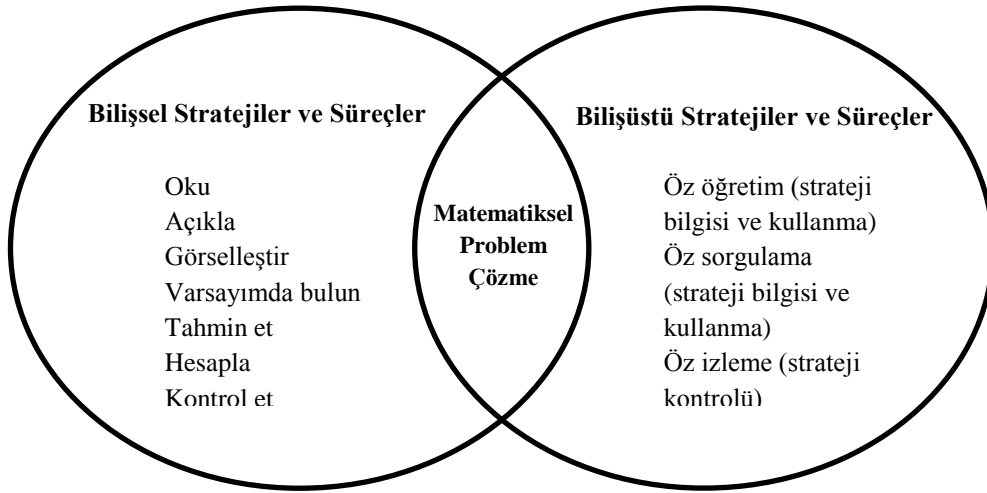 Bilişsel Stratejiler ve Süreçler
Oku
Açıkla
Görselleştir
Varsayımda bulun
Tahmin et
Hesapla
Kontrol et
Matematiksel
Problem
Çözme
Bilişüstü Stratejiler ve Süreçler
Öz öğretim (strateji
bilgisi ve kullanma)
Öz sorgulama
(strateji bilgisi ve
kullanma)
Öz izleme (strateji
kontrolü)